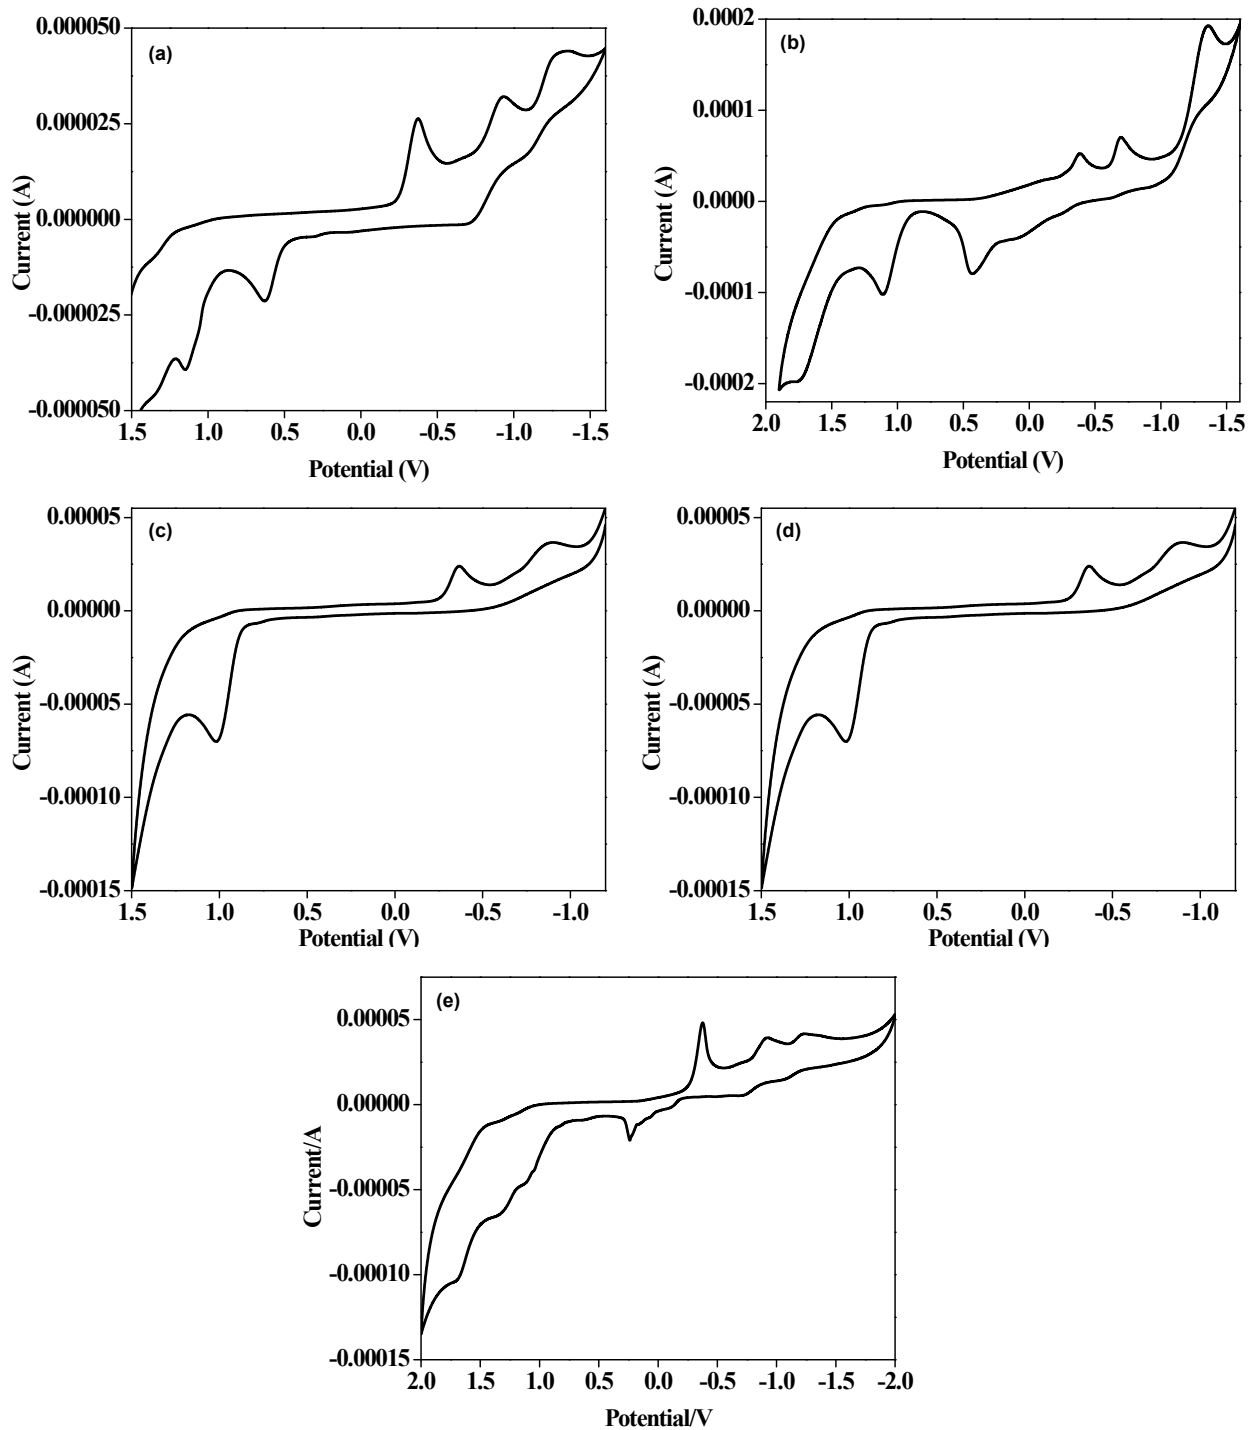 (a)
0.000050
0.000025
0.000000
-0.000025
-0.000050
Current (A)
1.5 1.0 0.5 0.0 -0.5 -1.0 -1.5
Potential (V)
(b)
0.0002
0.0001
0.0000
-0.0001
-0.0002
Current (A)
2.0 1.5 1.0 0.5 0.0 -0.5 -1.0 -1.5
Potential (V)
(c)
0.00005
0.00000
-0.00005
-0.00010
-0.00015
Current (A)
1.5 1.0 0.5 0.0 -0.5 -1.0
Potential (V)
(d)
0.00005
0.00000
-0.00005
-0.00010
-0.00015
Current (A)
1.5 1.0 0.5 0.0 -0.5 -1.0
Potential (V)
(e)
0.00005
0.00000
-0.00005
-0.00010
-0.00015
Current/A
2.0 1.5 1.0 0.5 0.0 -0.5 -1.0 -1.5 -2.0
Potential/V